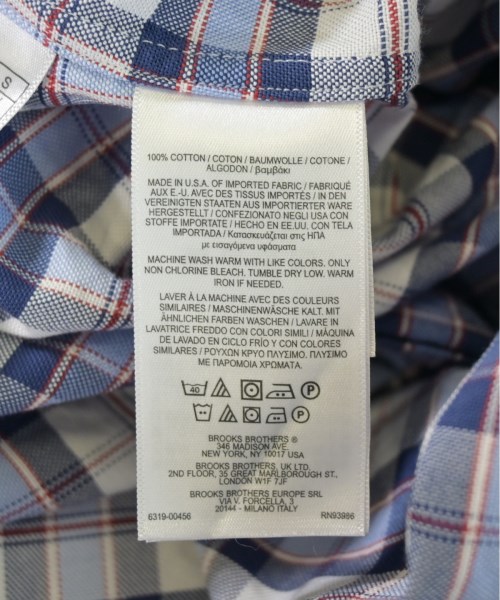 S
100% COTTON / COTON / BAUMWOLLE / COTONE /
ALGODON / βαμβάκι
MADE IN U.S.A. OF IMPORTED FABRIC / FABRIQUÉ
AUX E.-U. AVEC DES TISSUS IMPORTÉS / IN DEN
VEREINIGTEN STAATEN AUS IMPORTIERTER WARE
HERGESTELLT / CONFEZIONATO NEGLI USA CON
STOFFE IMPORTATE / HECHO EN EE.UU. CON TELA
IMPORTADA / Κατασκευάζεται στις ΗΠΑ
με εισαγόμενα υφάσματα
MACHINE WASH WARM WITH LIKE COLORS. ONLY
NON CHLORINE BLEACH. TUMBLE DRY LOW. WARM
IRON IF NEEDED.
LAVER À LA MACHINE AVEC DES COULEURS
SIMILAIRES / MASCHINENWÄSCHE KALT. MIT
ÄHNLICHEN FARBEN WASCHEN / LAVARE IN
LAVATRICE FREDDO CON COLORI SIMILI / MÁQUINA
DE LAVADO EN CICLO FRÍO Y CON COLORES
SIMILARES / ΡΟΥΧΩΝ ΚΡΥΟ ΠΛΥΣΙΜΟ. ΠΛΥΣΙΜΟ
ΜΕ ΠΑΡΟΜΟΙΑ ΧΡΩΜΑΤΑ.
40 P
P
BROOKS BROTHERS ®
346 MADISON AVE
NEW YORK, NY 10017 USA
BROOKS BROTHERS, UK LTD.
2ND FLOOR, 35 GREAT MARLBOROUGH ST.
LONDON W1F 7JF
BROOKS BROTHERS EUROPE SRL
VIA V. FORCELLA, 3
20144 - MILANO ITALY
6319-00456 RN93986